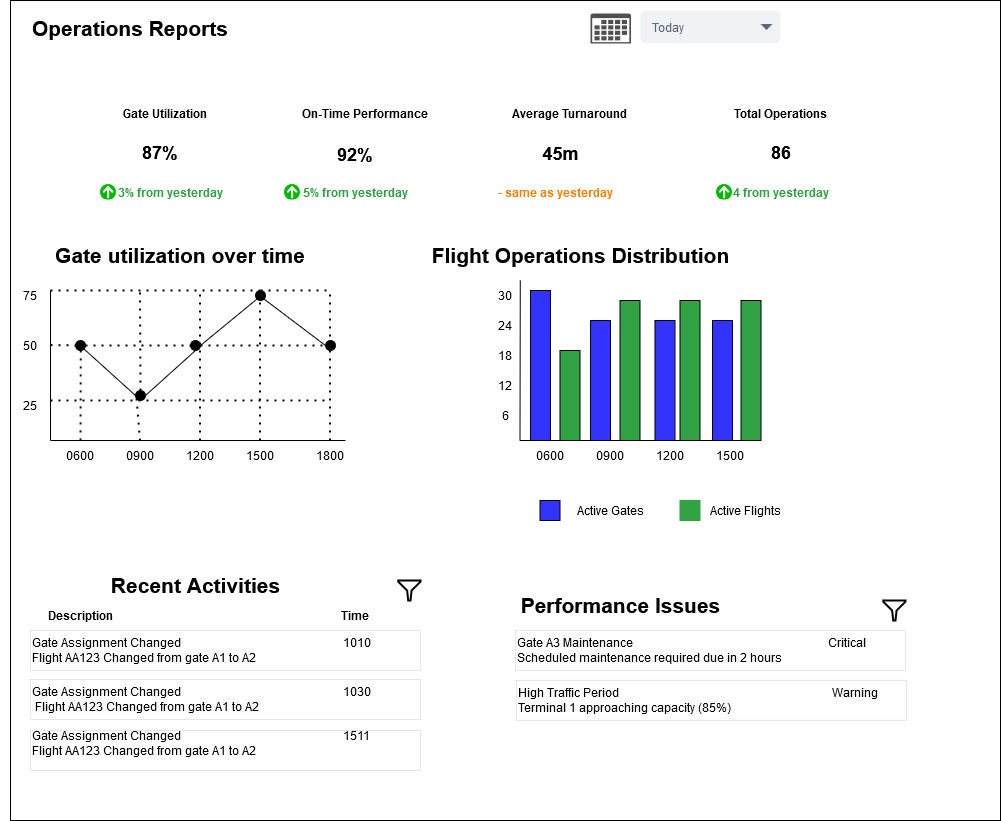 Operations Reports
Today
Gate Utilization
On-Time Performance
Average Turnaround
Total Operations
87%
92%
45m
86
3% from yesterday
5% from yesterday
- same as yesterday
4 from yesterday
Gate utilization over time
75
50
25
0600 0900 1200 1500 1800
Flight Operations Distribution
30
24
18
12
6
0600 0900 1200 1500
Active Gates
Active Flights
Recent Activities
Description Time
Gate Assignment Changed 1010
Flight AA123 Changed from gate A1 to A2
Gate Assignment Changed 1030
Flight AA123 Changed from gate A1 to A2
Gate Assignment Changed 1511
Flight AA123 Changed from gate A1 to A2
Performance Issues
Gate A3 Maintenance Critical
Scheduled maintenance required due in 2 hours
High Traffic Period Warning
Terminal 1 approaching capacity (85%)